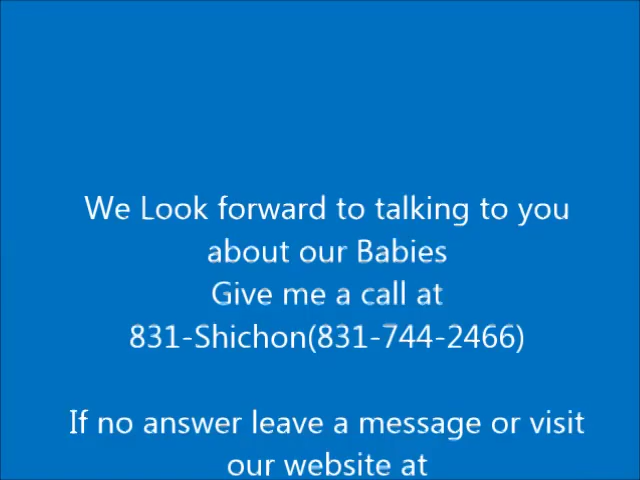 We Look forward to talking to you
about our Babies
Give me a call at
831-Shichon(831-744-2466)
If no answer leave a message or visit
our website at